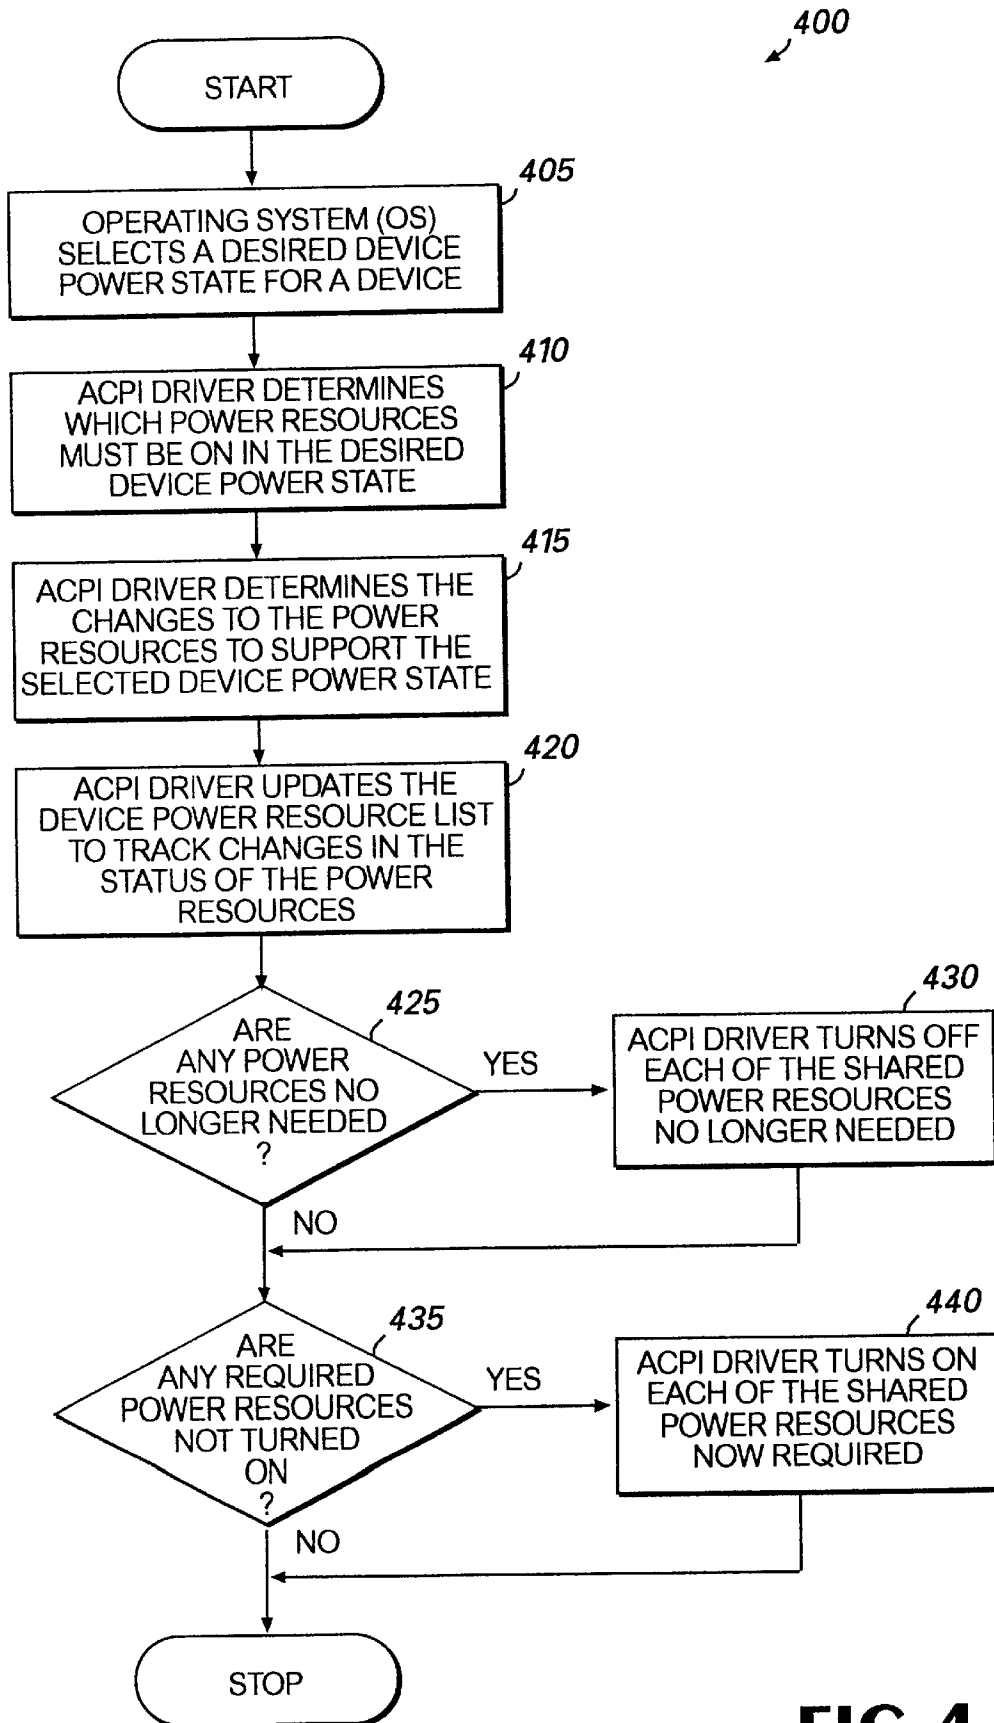 400
START
405
OPERATING SYSTEM (OS)
SELECTS A DESIRED DEVICE
POWER STATE FOR A DEVICE
410
ACPI DRIVER DETERMINES
WHICH POWER RESOURCES
MUST BE ON IN THE DESIRED
DEVICE POWER STATE
415
ACPI DRIVER DETERMINES THE
CHANGES TO THE POWER
RESOURCES TO SUPPORT THE
SELECTED DEVICE POWER STATE
420
ACPI DRIVER UPDATES THE
DEVICE POWER RESOURCE LIST
TO TRACK CHANGES IN THE
STATUS OF THE POWER
RESOURCES
425
ARE
ANY POWER
RESOURCES NO
LONGER NEEDED
?
YES
430
ACPI DRIVER TURNS OFF
EACH OF THE SHARED
POWER RESOURCES
NO LONGER NEEDED
NO
435
ARE
ANY REQUIRED
POWER RESOURCES
NOT TURNED
ON
?
YES
440
ACPI DRIVER TURNS ON
EACH OF THE SHARED
POWER RESOURCES
NOW REQUIRED
NO
STOP
FIG 4